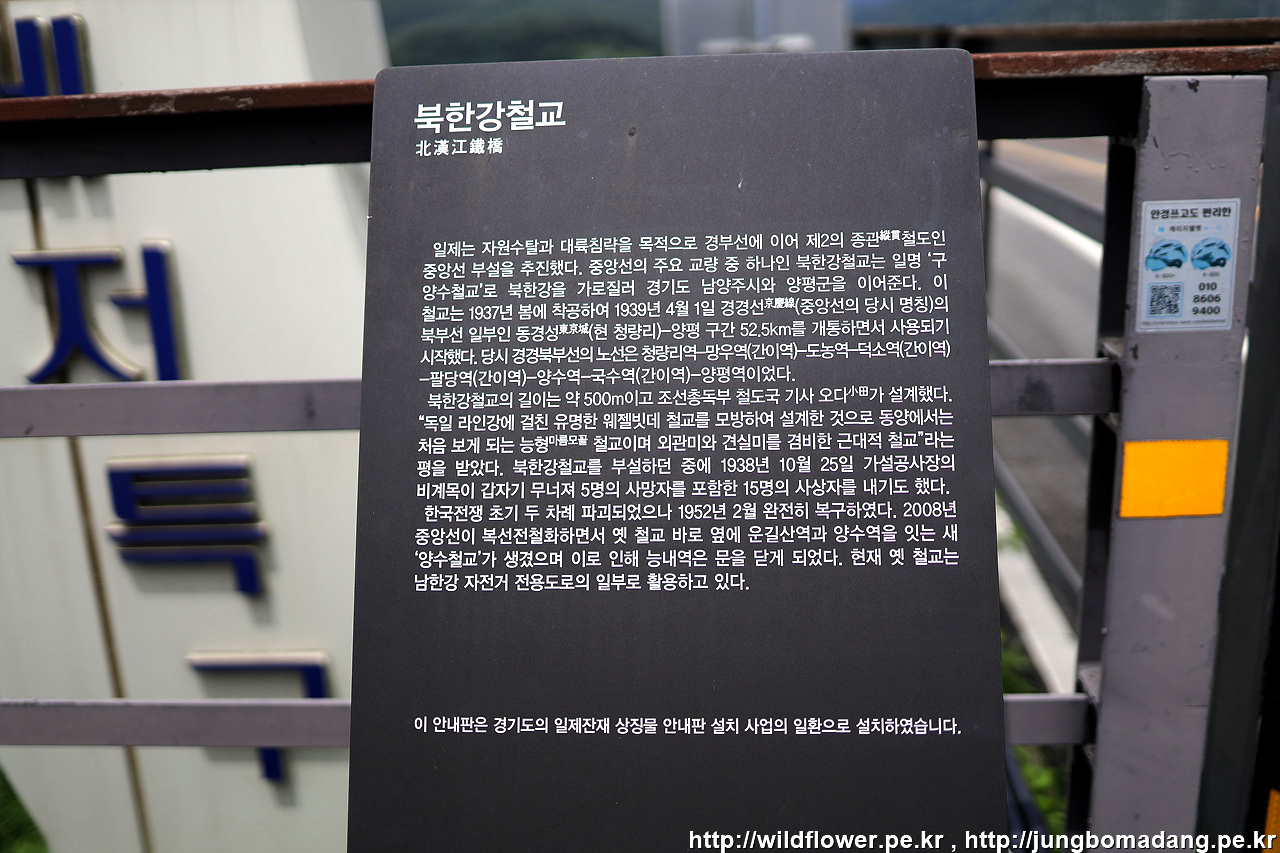 북한강철교
北漢江鐵橋
일제는 자원수탈과 대륙침략을 목적으로 경부선에 이어 제2의 종관縱貫철도인
중앙선 부설을 추진했다. 중앙선의 주요 교량 중 하나인 북한강철교는 일명 ‘구
양수철교’로 북한강을 가로질러 경기도 남양주시와 양평군을 이어준다. 이
철교는 1937년 봄에 착공하여 1939년 4월 1일 경경선京慶線(중앙선의 당시 명칭)의
북부선 일부인 동경성東京城(현 청량리)–양평 구간 52.5km를 개통하면서 사용되기
시작했다. 당시 경경북부선의 노선은 청량리역–망우역(간이역)–도농역–덕소역(간이역)
–팔당역(간이역)–양수역–국수역(간이역)–양평역이었다.
북한강철교의 길이는 약 500m이고 조선총독부 철도국 기사 오다小田가 설계했다.
“독일 라인강에 걸친 유명한 웨젤빗데 철교를 모방하여 설계한 것으로 동양에서는
처음 보게 되는 능형마름모꼴 철교이며 외관미와 견실미를 겸비한 근대적 철교”라는
평을 받았다. 북한강철교를 부설하던 중에 1938년 10월 25일 가설공사장의
비계목이 갑자기 무너져 5명의 사망자를 포함한 15명의 사상자를 내기도 했다.
한국전쟁 초기 두 차례 파괴되었으나 1952년 2월 완전히 복구하였다. 2008년
중앙선이 복선전철화하면서 옛 철교 바로 옆에 운길산역과 양수역을 잇는 새
‘양수철교’가 생겼으며 이로 인해 능내역은 문을 닫게 되었다. 현재 옛 철교는
남한강 자전거 전용도로의 일부로 활용하고 있다.
이 안내판은 경기도의 일제잔재 상징물 안내판 설치 사업의 일환으로 설치하였습니다.
저
특
안경쓰고도 편리한
010
8606
9400
http://wildflower.pe.kr , http://jungbomadang.pe.kr